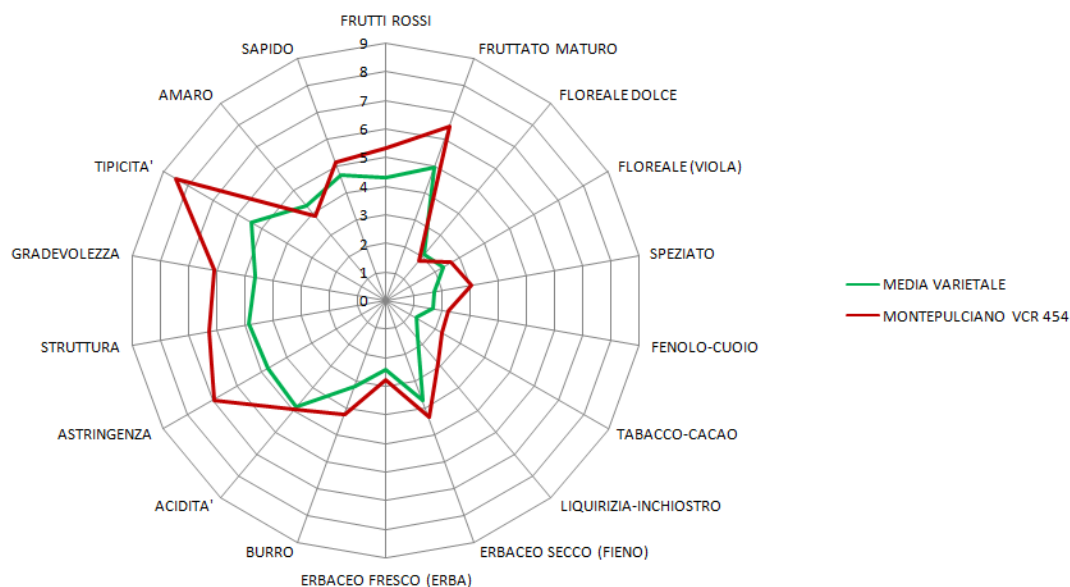 FRUTTI ROSSI
SAPIDO
FRUTTATO MATURO
AMARO
FLOREALE DOLCE
TIPICITA'
FLOREALE (VIOLA)
GRADEVOLEZZA
SPEZIATO
STRUTTURA
FENOLO-CUOIO
ASTRINGENZA
TABACCO-CACAO
ACIDITA'
LIQUIRIZIA-INCHIOSTRO
BURRO
ERBACEO SECCO (FIENO)
ERBACEO FRESCO (ERBA)
9
8
7
6
5
4
3
2
1
0
MEDIA VARIETALE
MONTEPULCIANO VCR 454